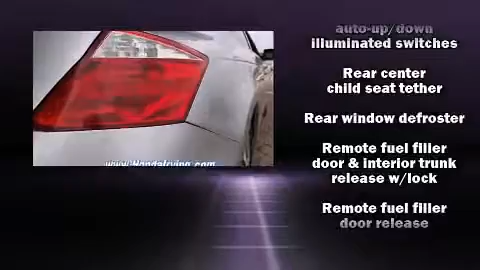 auto-up/down
illuminated switches
Rear center
child seat tether
Rear window defroster
Remote fuel filler
door & interior trunk
release w/lock
Remote fuel filler
door release